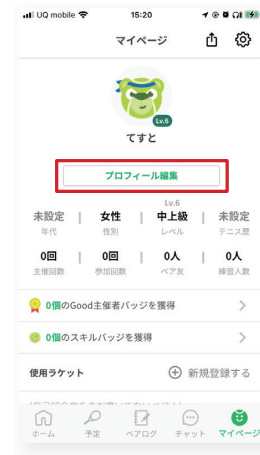 UQ mobile 15:20
マイページ
Lv.6
てすと
プロフィール編集
Lv.6
未設定 | 女性 | 中上級 | 未設定
年代 性別 レベル テニス歴
0回 0回 0人 0人
主催回数 参加回数 ペア友 練習人数
0個のGood主催者バッジを獲得
0個のスキルバッジを獲得
使用ラケット 新規登録する
ホーム 予定 ペアログ チャット マイページ